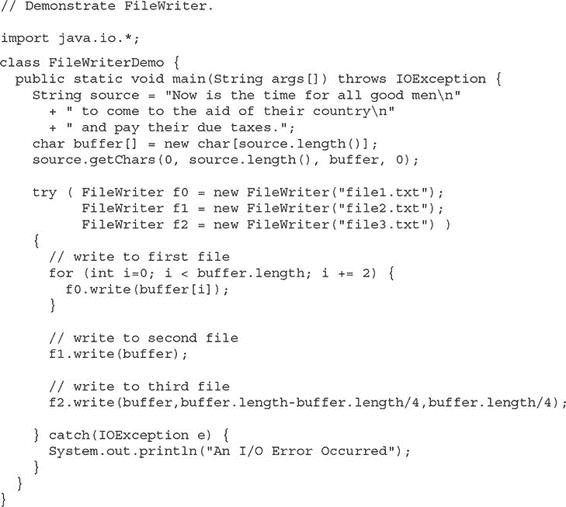 // Demonstrate FileWriter.
import java.io.*;
class FileWriterDemo {
public static void main(String args[]) throws IOException {
String source = "Now is the time for all good men\n"
+ " to come to the aid of their country\n"
+ " and pay their due taxes.";
char buffer[] = new char[source.length()];
source.getChars(0, source.length(), buffer, 0);
try ( FileWriter f0 = new FileWriter("file1.txt");
FileWriter f1 = new FileWriter("file2.txt");
FileWriter f2 = new FileWriter("file3.txt") )
{
// write to first file
for (int i=0; i < buffer.length; i += 2) {
f0.write(buffer[i]);
}
// write to second file
f1.write(buffer);
// write to third file
f2.write(buffer,buffer.length-buffer.length/4,buffer.length/4);
} catch(IOException e) {
System.out.println("An I/O Error Occurred");
}
}
}